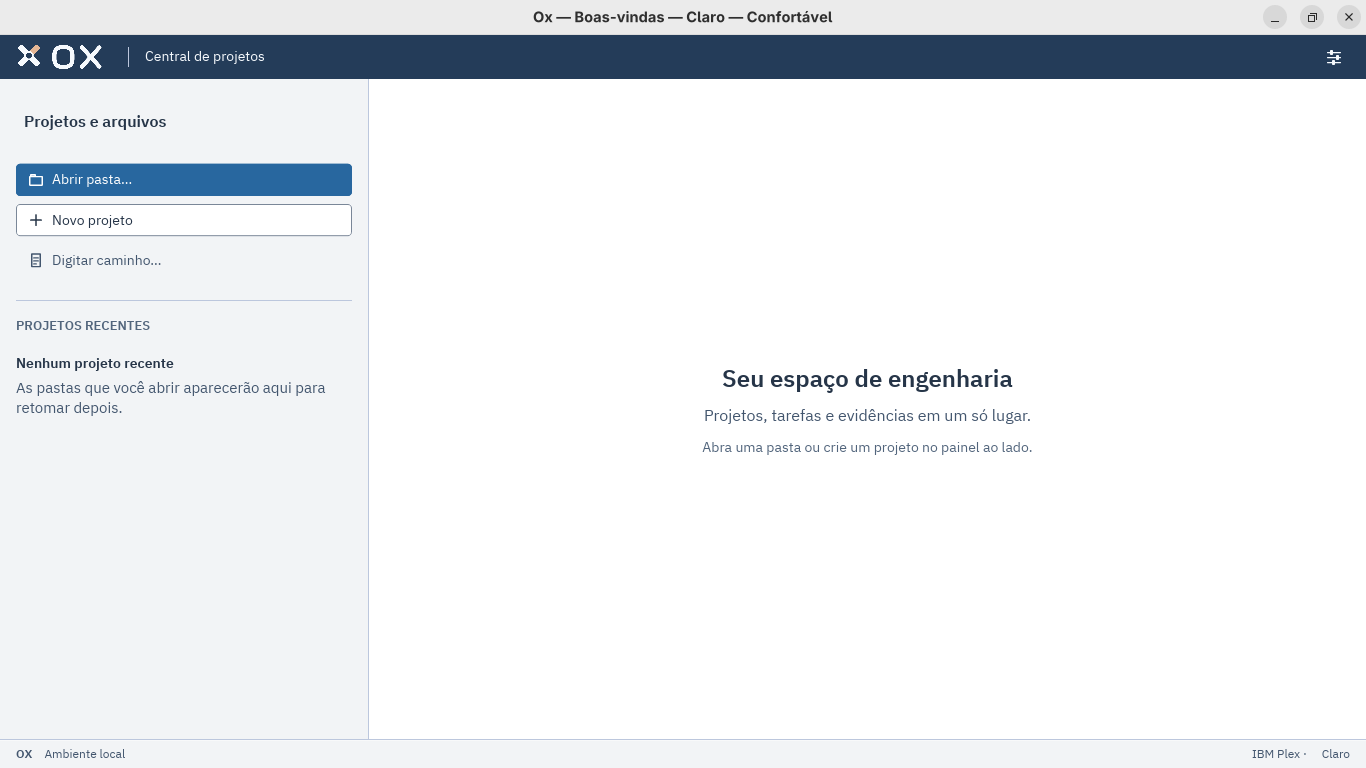 Ox — Boas-vindas — Claro — Confortável
OX
Central de projetos
Projetos e arquivos
Abrir pasta...
Novo projeto
Digitar caminho...
PROJETOS RECENTES
Nenhum projeto recente
As pastas que você abrir aparecerão aqui para
retomar depois.
Seu espaço de engenharia
Projetos, tarefas e evidências em um só lugar.
Abra uma pasta ou crie um projeto no painel ao lado.
OX Ambiente local
IBM Plex · Claro